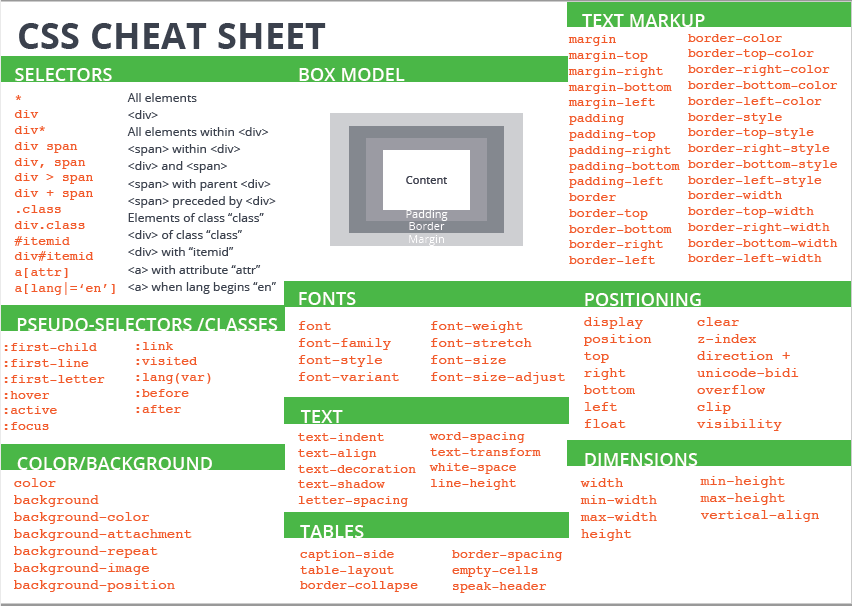 CSS CHEAT SHEET
SELECTORS
* All elements
div <div>
div* All elements within <div>
div span <span> within <div>
div, span <div> and <span>
div > span <span> with parent <div>
div + span <span> preceded by <div>
.class Elements of class “class”
div.class <div> of class “class”
#itemid <div> with “itemid”
div#itemid
a[attr] <a> with attribute “attr”
a[lang|=‘en’] <a> when lang begins “en”
PSEUDO-SELECTORS /CLASSES
:first-child :link
:first-line :visited
:first-letter :lang(var)
:hover :before
:active :after
:focus
COLOR/BACKGROUND
color
background
background-color
background-attachment
background-repeat
background-image
background-position
BOX MODEL
Content
Padding
Border
Margin
FONTS
font font-weight
font-family font-stretch
font-style font-size
font-variant font-size-adjust
TEXT
text-indent word-spacing
text-align text-transform
text-decoration white-space
text-shadow line-height
letter-spacing
TABLES
caption-side border-spacing
table-layout empty-cells
border-collapse speak-header
TEXT MARKUP
margin border-color
margin-top border-top-color
margin-right border-right-color
margin-bottom border-bottom-color
margin-left border-left-color
padding border-style
padding-top border-top-style
padding-right border-right-style
padding-bottom border-bottom-style
padding-left border-left-style
border border-width
border-top border-top-width
border-bottom border-right-width
border-right border-bottom-width
border-left border-left-width
POSITIONING
display clear
position z-index
top direction +
right unicode-bidi
bottom overflow
left clip
float visibility
DIMENSIONS
width min-height
min-width max-height
max-width vertical-align
height